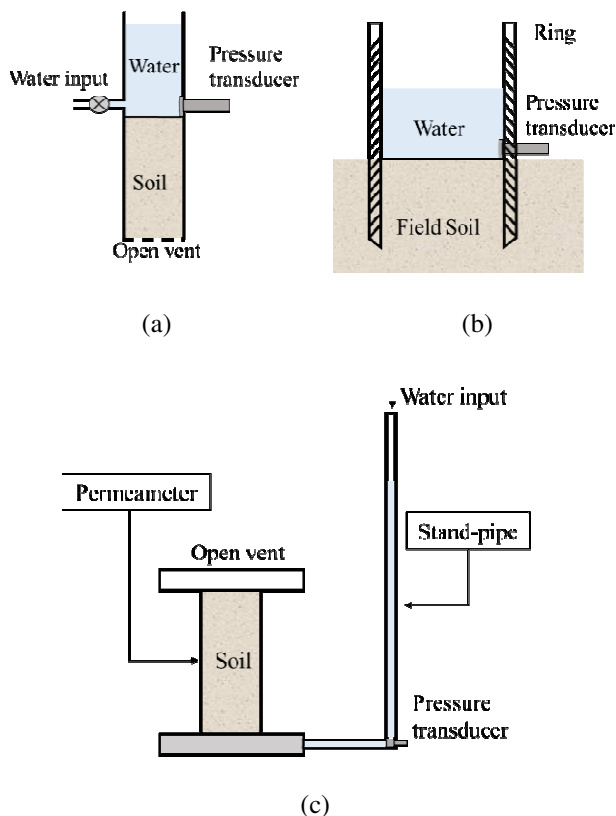 Water input
Water
Pressure
transducer
Soil
Open vent
(a)
Ring
Water
Pressure
transducer
Field Soil
(b)
Water input
Permeameter
Open vent
Stand-pipe
Soil
Pressure
transducer
(c)